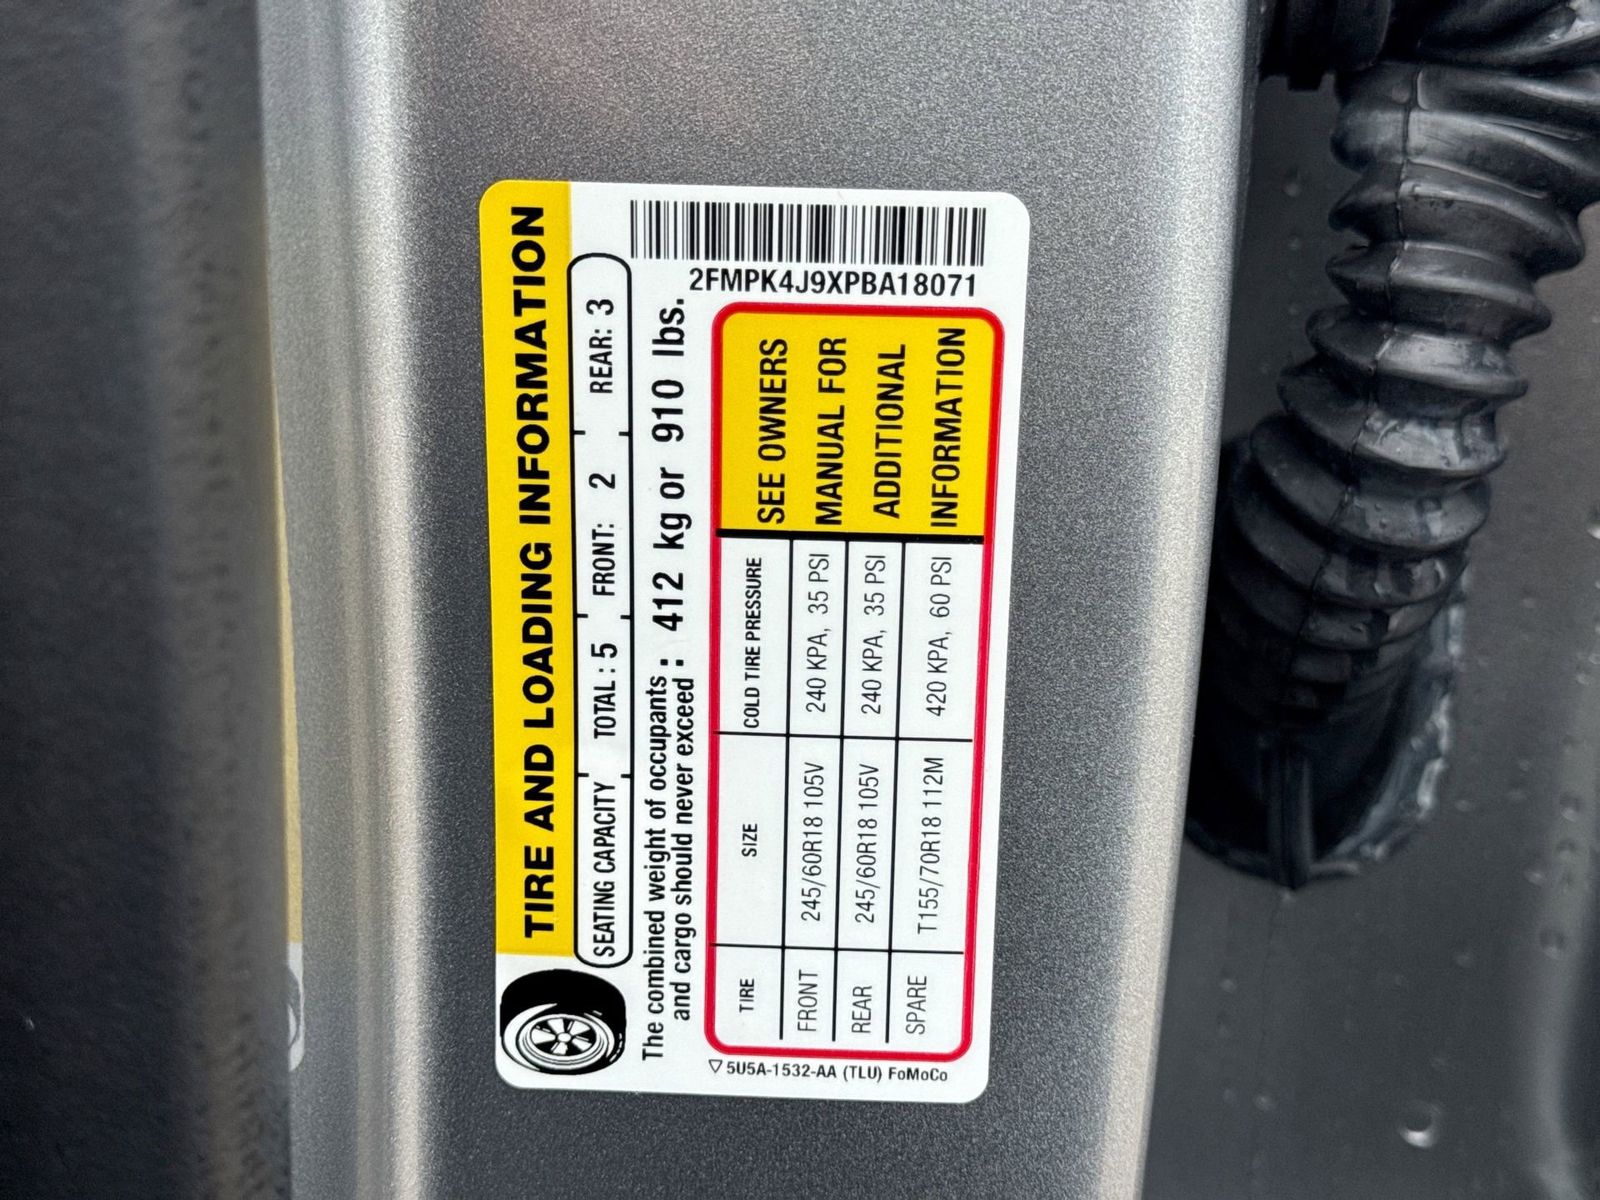 TIRE AND LOADING INFORMATION
SEATING CAPACITY TOTAL : 5 FRONT: 2 REAR: 3
The combined weight of occupants
and cargo should never exceed : 412 kg or 910 lbs.
2FMPK4J9XPBA18071
TIRE SIZE COLD TIRE PRESSURE
FRONT 245/60R18 105V 240 KPA, 35 PSI
REAR 245/60R18 105V 240 KPA, 35 PSI
SPARE T155/70R18 112M 420 KPA, 60 PSI
SEE OWNERS
MANUAL FOR
ADDITIONAL
INFORMATION
5U5A-1532-AA (TLU) FoMoCo